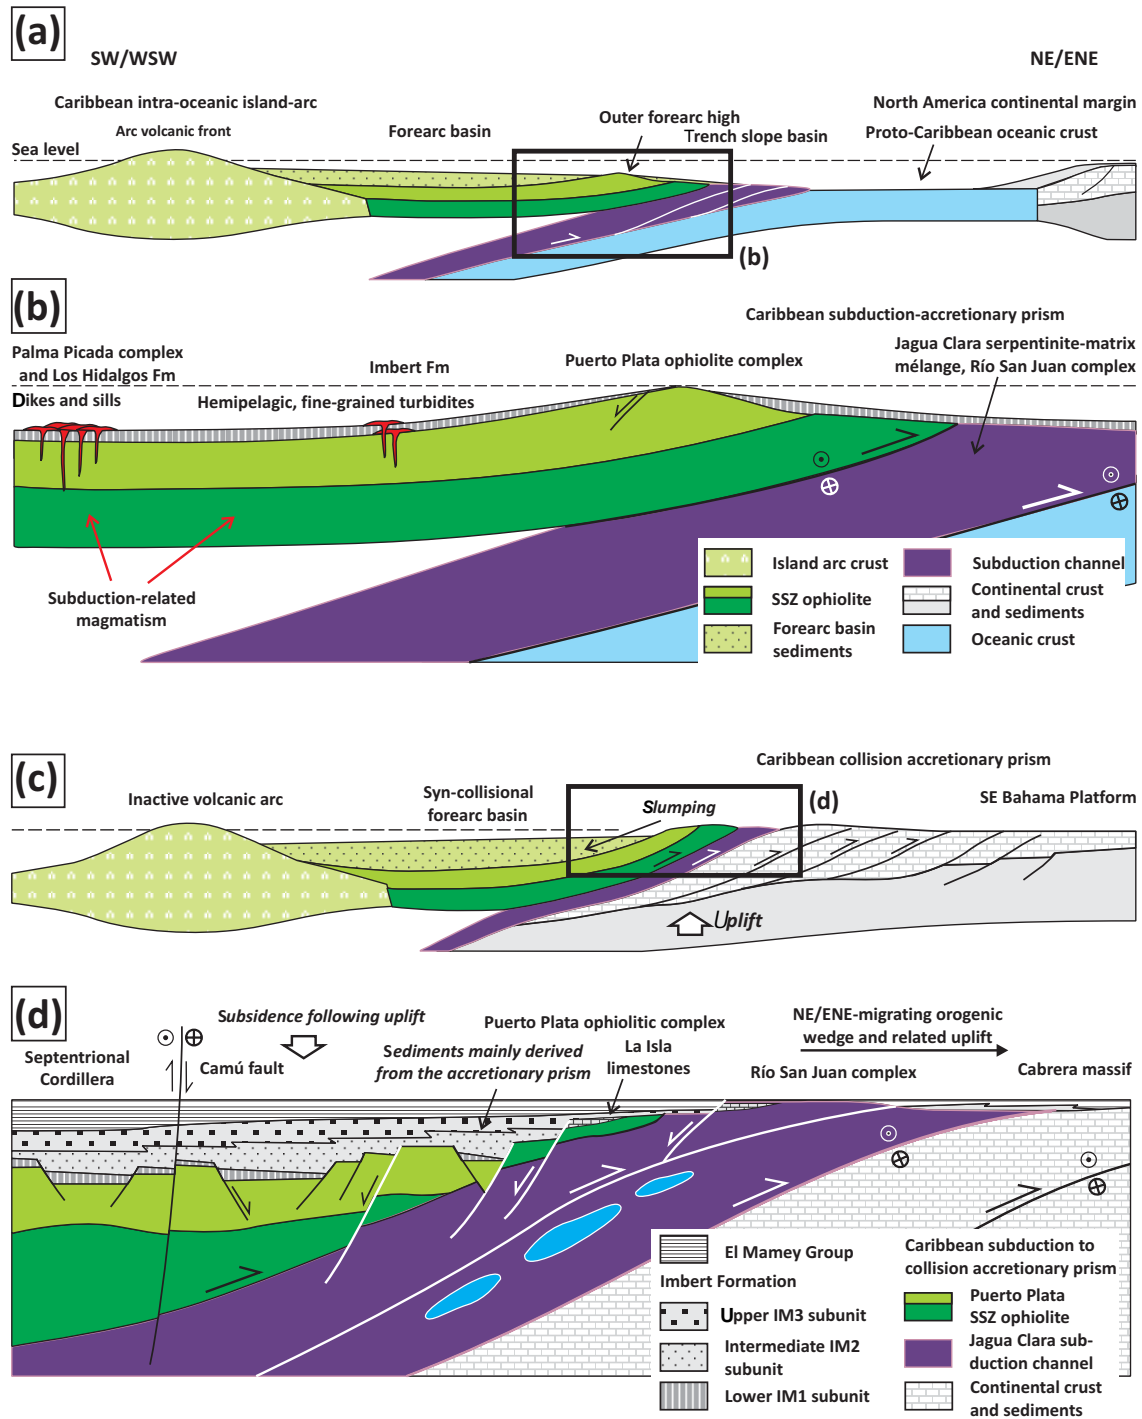 (a)
SW/WSW
NE/ENE
Caribbean intra-oceanic island-arc
North America continental margin
Arc volcanic front
Forearc basin
Outer forearc high
Trench slope basin
Proto-Caribbean oceanic crust
Sea level
(b)
(b)
Caribbean subduction-accretionary prism
Palma Picada complex
and Los Hidalgos Fm
Dikes and sills
Imbert Fm
Hemipelagic, fine-grained turbidites
Puerto Plata ophiolite complex
Jagua Clara serpentinite-matrix
mélange, Río San Juan complex
Subduction-related
magmatism
Island arc crust
SSZ ophiolite
Forearc basin
sediments
Subduction channel
Continental crust
and sediments
Oceanic crust
(c)
Caribbean collision accretionary prism
Inactive volcanic arc
Syn-collisional
forearc basin
Slumping
(d)
SE Bahama Platform
Uplift
(d)
Subsidence following uplift
Puerto Plata ophiolitic complex
NE/ENE-migrating orogenic
wedge and related uplift
Septentrional
Cordillera
Camú fault
Sediments mainly derived
from the accretionary prism
La Isla
limestones
Río San Juan complex
Cabrera massif
El Mamey Group
Imbert Formation
Upper IM3 subunit
Intermediate IM2
subunit
Lower IM1 subunit
Caribbean subduction to
collision accretionary prism
Puerto Plata
SSZ ophiolite
Jagua Clara sub-
duction channel
Continental crust
and sediments